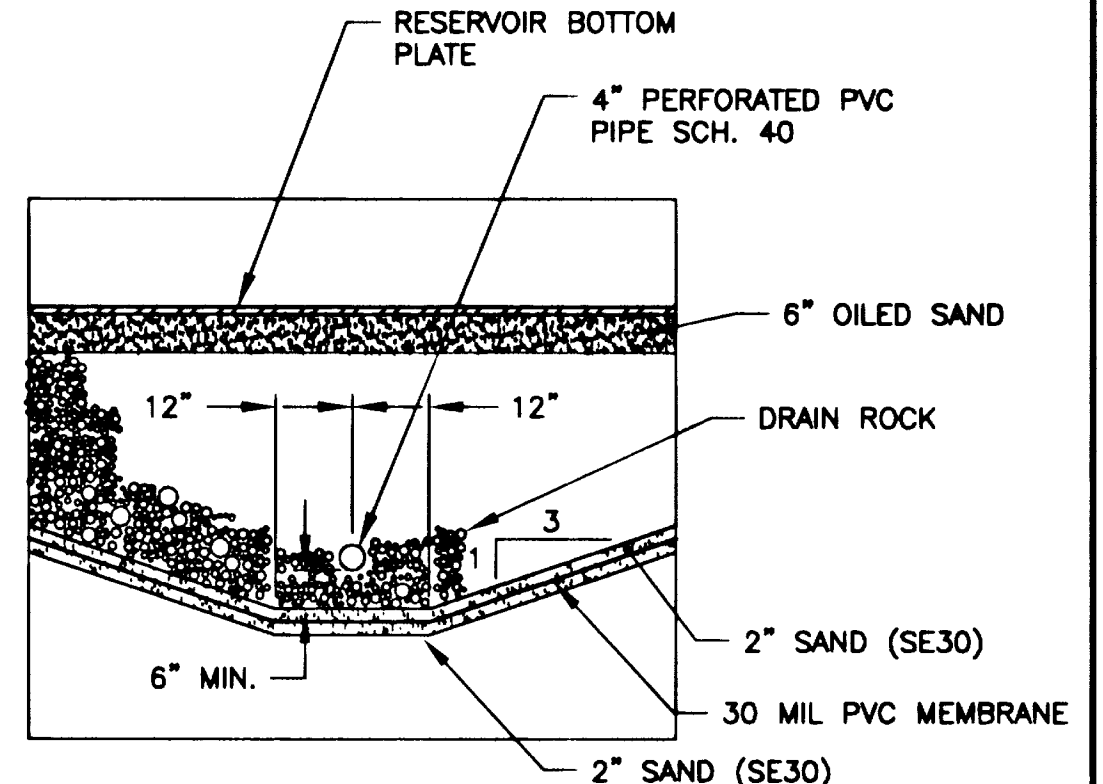 RESERVOIR BOTTOM
PLATE
4" PERFORATED PVC
PIPE SCH. 40
6" OILED SAND
12"
12"
DRAIN ROCK
3
1
2" SAND (SE30)
6" MIN.
30 MIL PVC MEMBRANE
2" SAND (SE30)